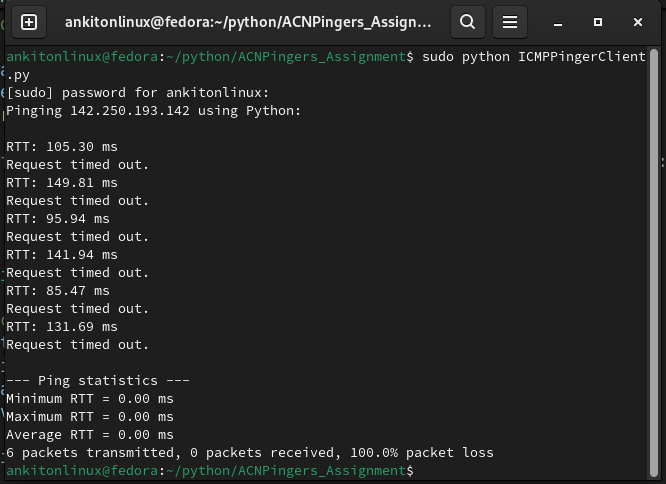 ankitonlinux@fedora:~/python/ACNPingers_Assign...
ankitonlinux@fedora:~/python/ACNPingers_Assignment$ sudo python ICMPPingerClient
.py
[sudo] password for ankitonlinux:
Pinging 142.250.193.142 using Python:
RTT: 105.30 ms
Request timed out.
RTT: 149.81 ms
Request timed out.
RTT: 95.94 ms
Request timed out.
RTT: 141.94 ms
Request timed out.
RTT: 85.47 ms
Request timed out.
RTT: 131.69 ms
Request timed out.
--- Ping statistics ---
Minimum RTT = 0.00 ms
Maximum RTT = 0.00 ms
Average RTT = 0.00 ms
6 packets transmitted, 0 packets received, 100.0% packet loss
ankitonlinux@fedora:~/python/ACNPingers_Assignment$